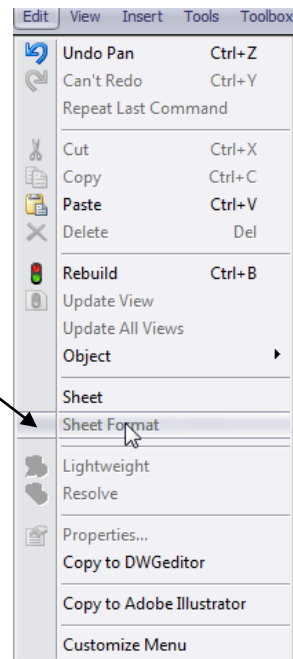 Edit View Insert Tools Toolbox
Undo Pan Ctrl+Z
Can't Redo Ctrl+Y
Repeat Last Command
Cut Ctrl+X
Copy Ctrl+C
Paste Ctrl+V
Delete Del
Rebuild Ctrl+B
Update View
Update All Views
Object
Sheet
Sheet Format
Lightweight
Resolve
Properties...
Copy to DWGeditor
Copy to Adobe Illustrator
Customize Menu